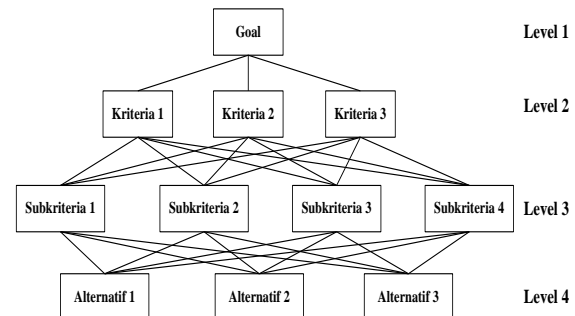 Goal
Level 1
Kriteria 1
Kriteria 2
Kriteria 3
Level 2
Subkriteria 1
Subkriteria 2
Subkriteria 3
Subkriteria 4
Level 3
Alternatif 1
Alternatif 2
Alternatif 3
Level 4